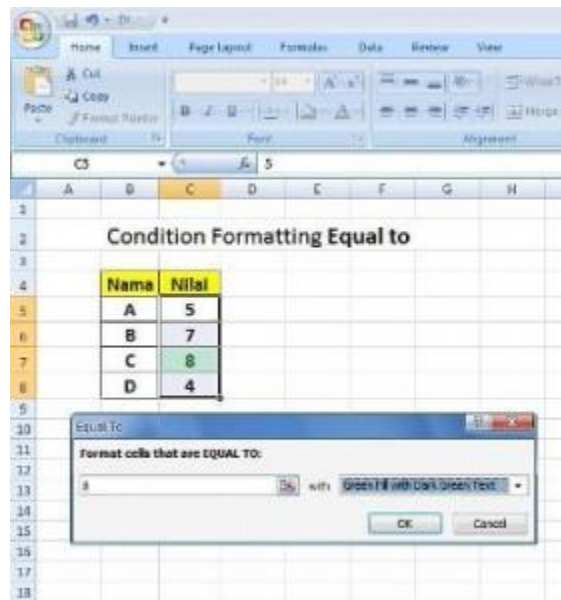 Home Insert Page Layout Formulas Data Review View
Cut
Copy
Paste Format Painter
Clipboard Font Alignment
C5 fx 5
A B C D E F G H
1
2 Condition Formatting Equal to
3
4 Nama Nilai
5 A 5
6 B 7
7 C 8
8 D 4
9
10 Equal To
11 Format cells that are EQUAL TO:
12
13 8 with Green Fill with Dark Green Text
14
15 OK Cancel
16
17
18